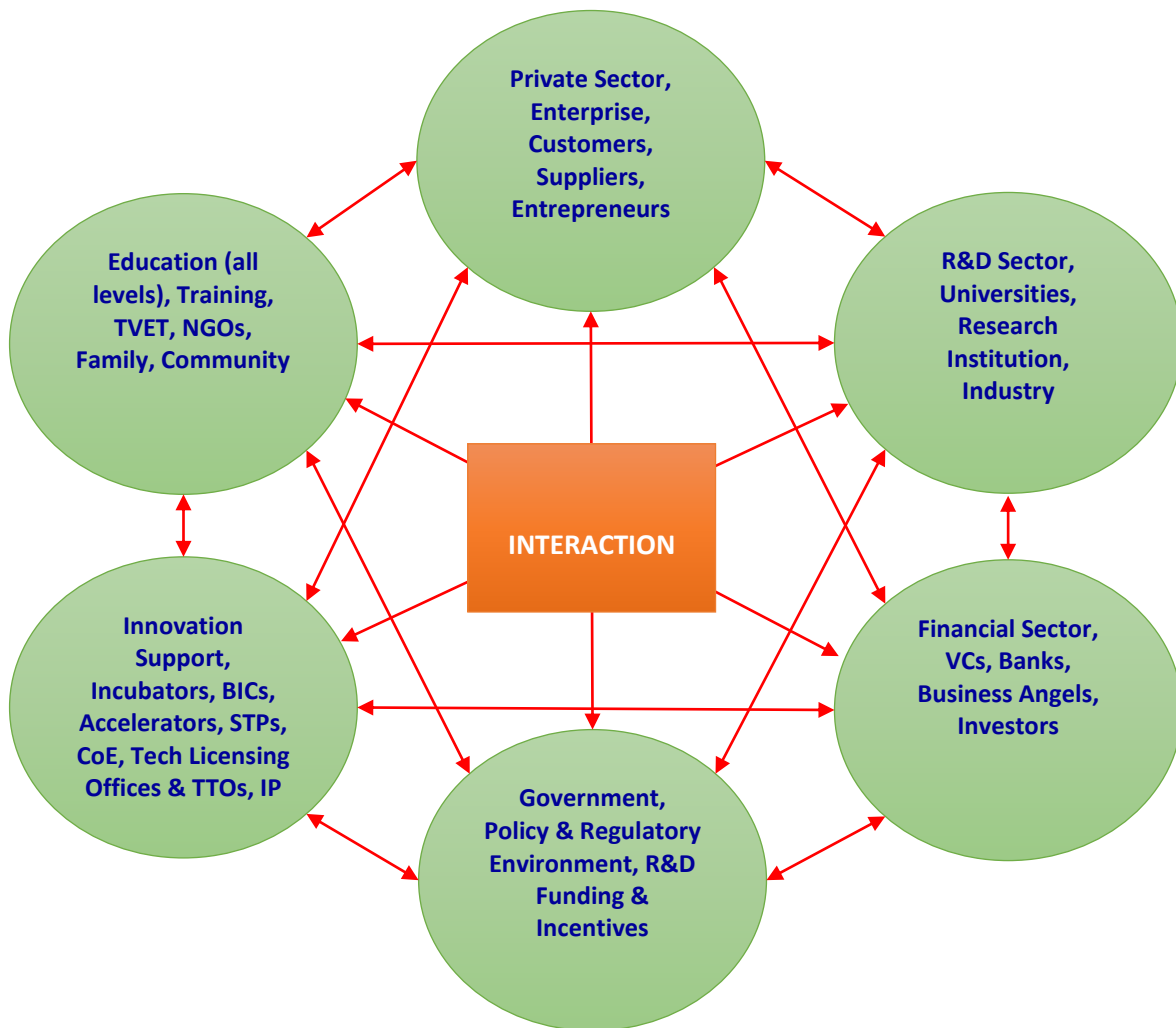 Private Sector,
Enterprise,
Customers,
Suppliers,
Entrepreneurs
Education (all
levels), Training,
TVET, NGOs,
Family, Community
R&D Sector,
Universities,
Research
Institution,
Industry
INTERACTION
Innovation
Support,
Incubators, BICs,
Accelerators, STPs,
CoE, Tech Licensing
Offices & TTOs, IP
Financial Sector,
VCs, Banks,
Business Angels,
Investors
Government,
Policy & Regulatory
Environment, R&D
Funding &
Incentives